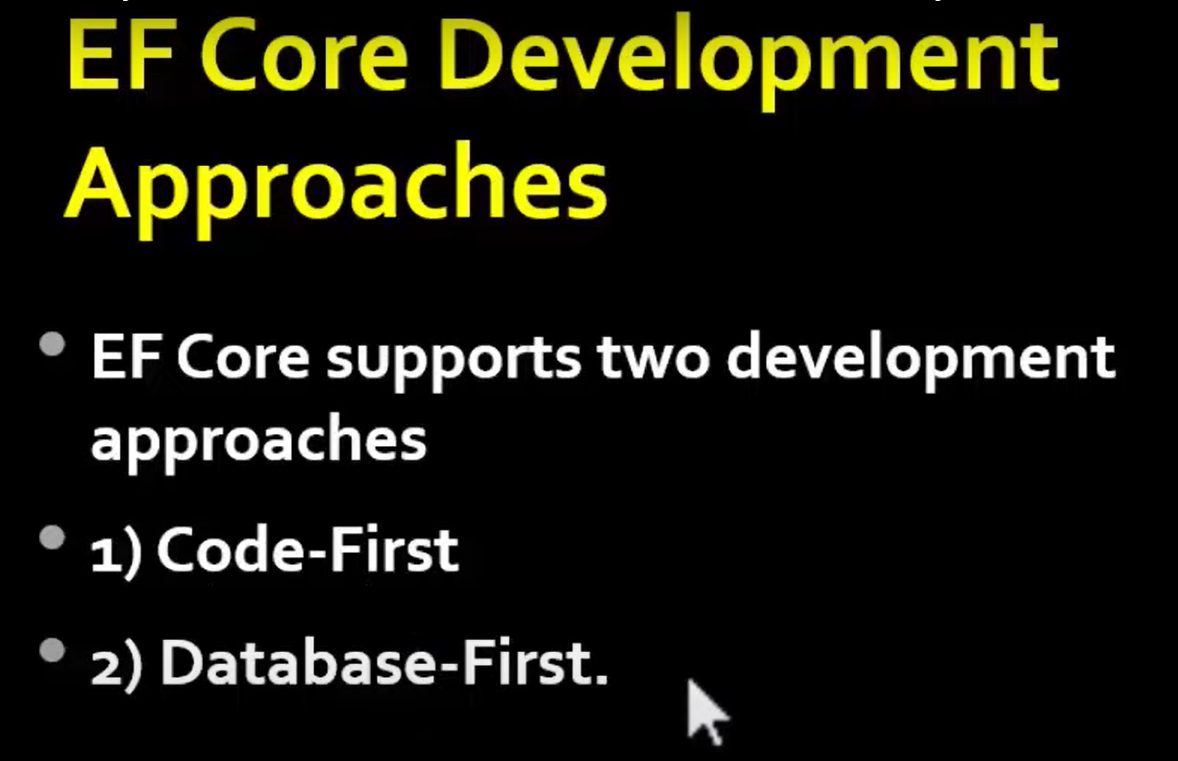 EF Core Development
Approaches
• EF Core supports two development
approaches
• 1) Code-First
• 2) Database-First.